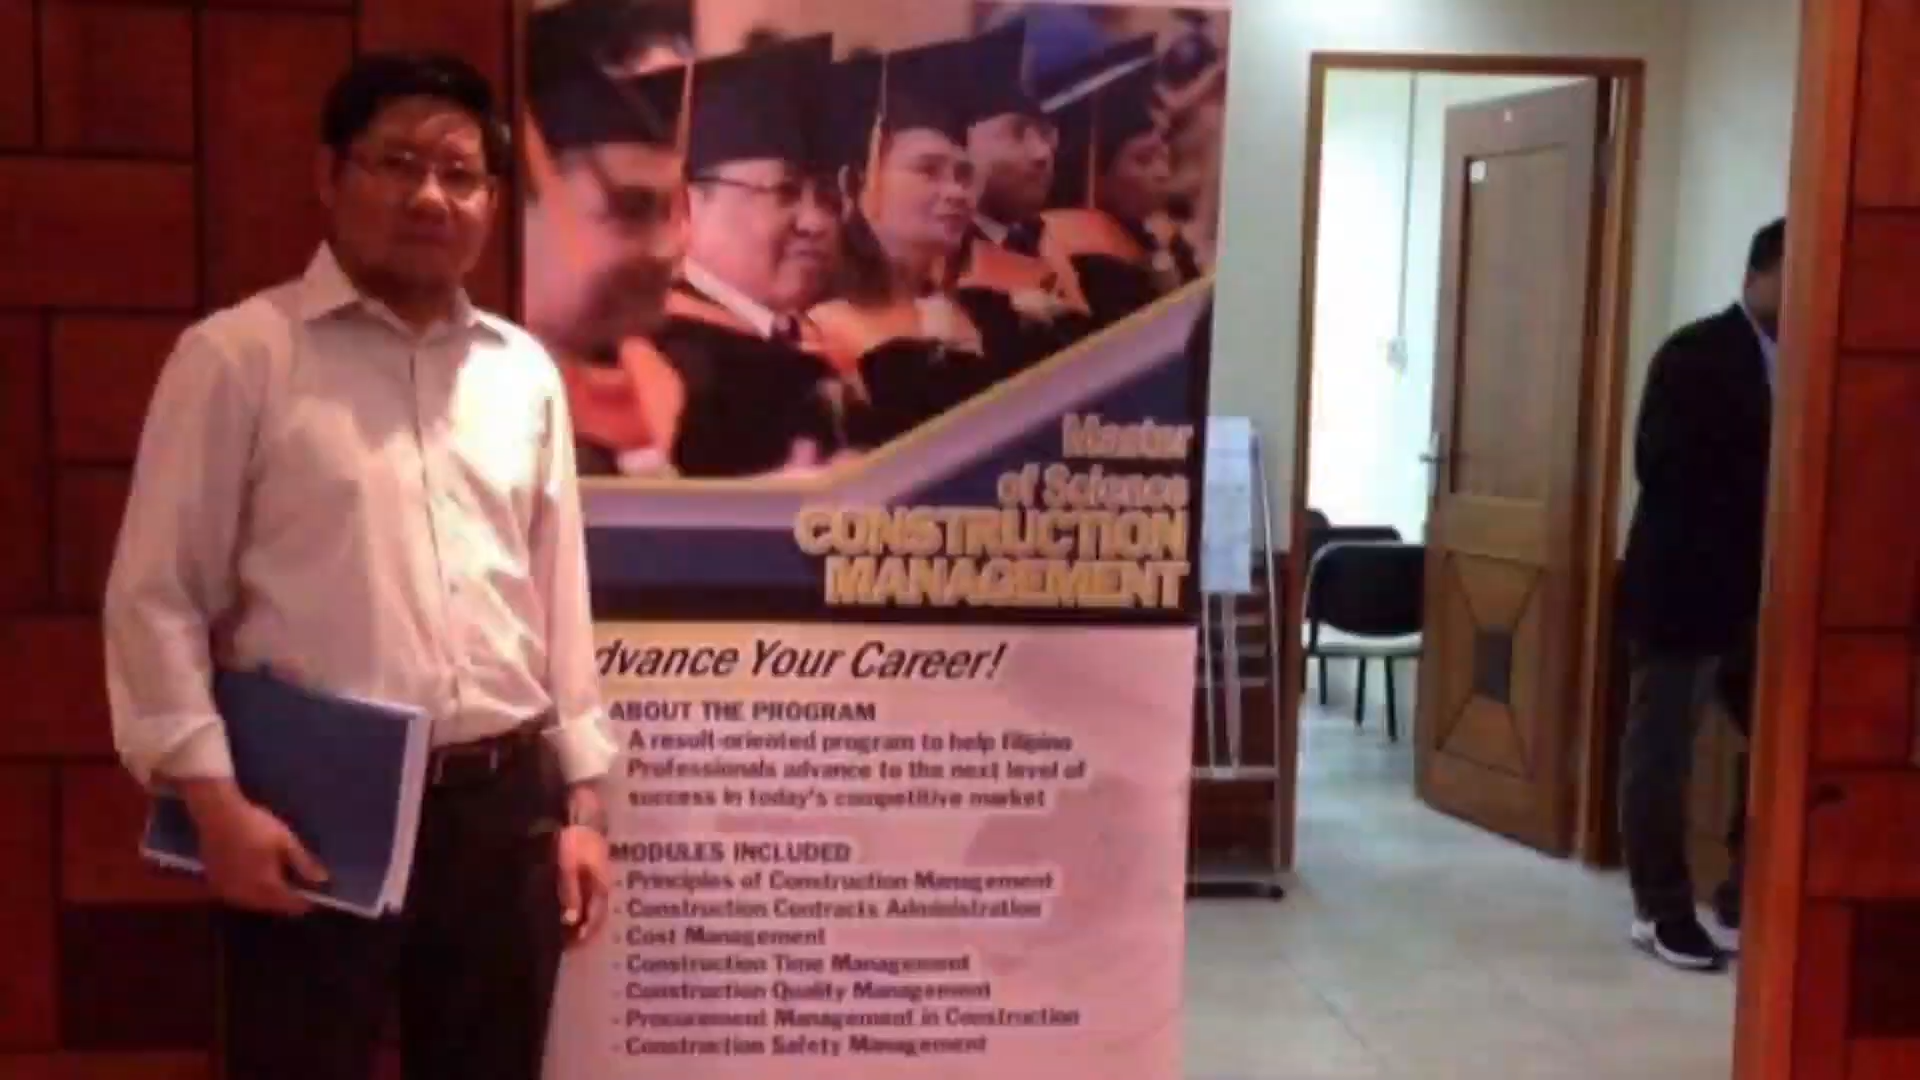 Master
of Science
CONSTRUCTION
MANAGEMENT
dvance Your Career!
ABOUT THE PROGRAM
A result-oriented program to help Filipino
Professionals advance to the next level of
success in today's competitive market
MODULES INCLUDED
- Principles of Construction Management
- Construction Contracts Administration
- Cost Management
- Construction Time Management
- Construction Quality Management
- Procurement Management in Construction
- Construction Safety Management